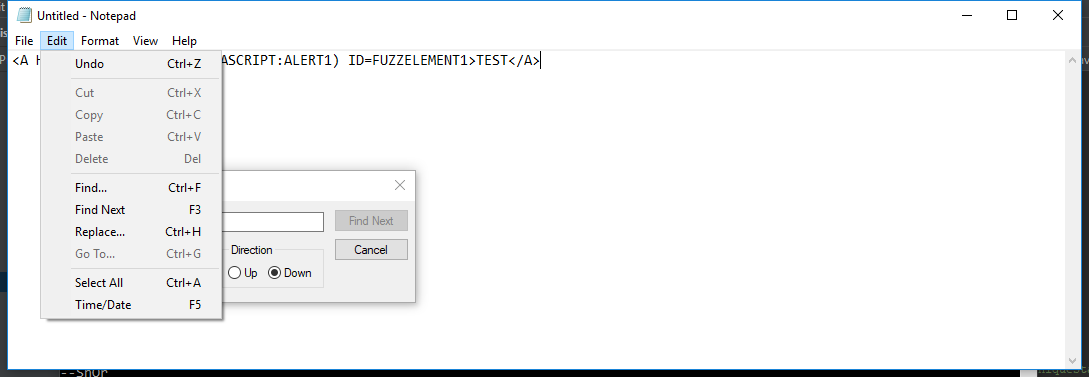 Untitled - Notepad
File Edit Format View Help
<A H ASCRIPT:ALERT1) ID=FUZZELEMENT1>TEST</A>
Undo Ctrl+Z
Cut Ctrl+X
Copy Ctrl+C
Paste Ctrl+V
Delete Del
Find... Ctrl+F
Find Next F3
Replace... Ctrl+H
Go To... Ctrl+G
Select All Ctrl+A
Time/Date F5
Find Next
Cancel
Direction
Up Down